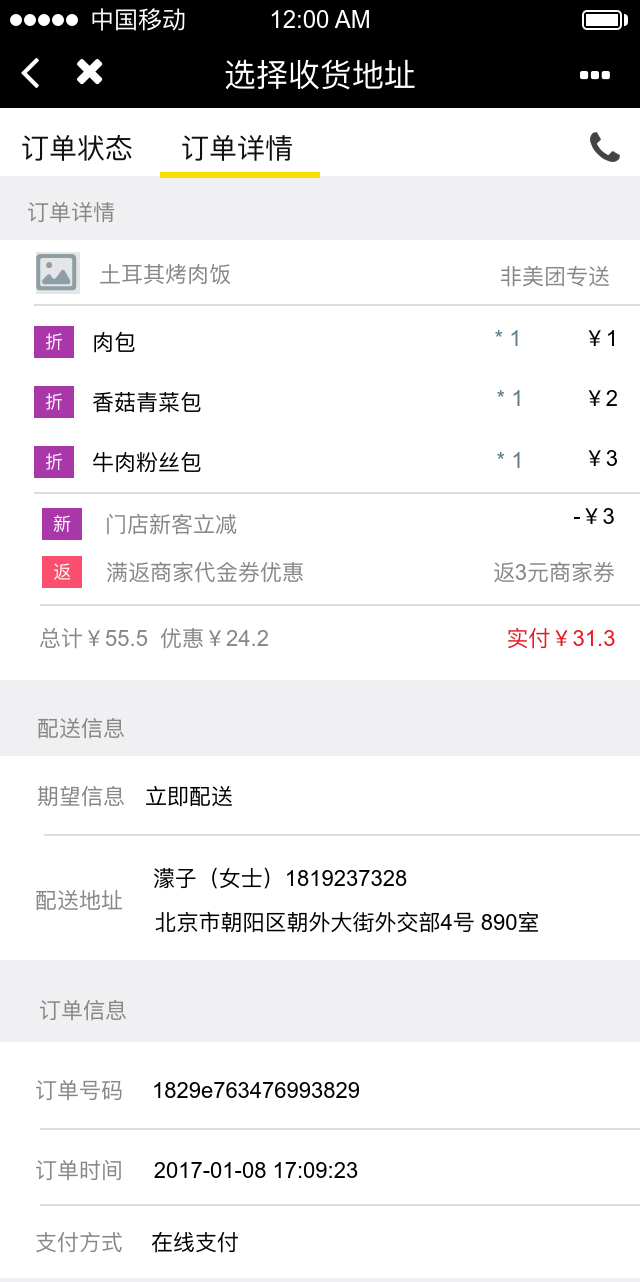 中国移动 12:00 AM
选择收货地址
订单状态 订单详情
订单详情
土耳其烤肉饭 非美团专送
折 肉包 * 1 ¥1
折 香菇青菜包 * 1 ¥2
折 牛肉粉丝包 * 1 ¥3
新 门店新客立减 -¥3
返 满返商家代金券优惠 返3元商家券
总计¥55.5 优惠¥24.2 实付¥31.3
配送信息
期望信息 立即配送
配送地址 濛子（女士）1819237328
北京市朝阳区朝外大街外交部4号 890室
订单信息
订单号码 1829e763476993829
订单时间 2017-01-08 17:09:23
支付方式 在线支付